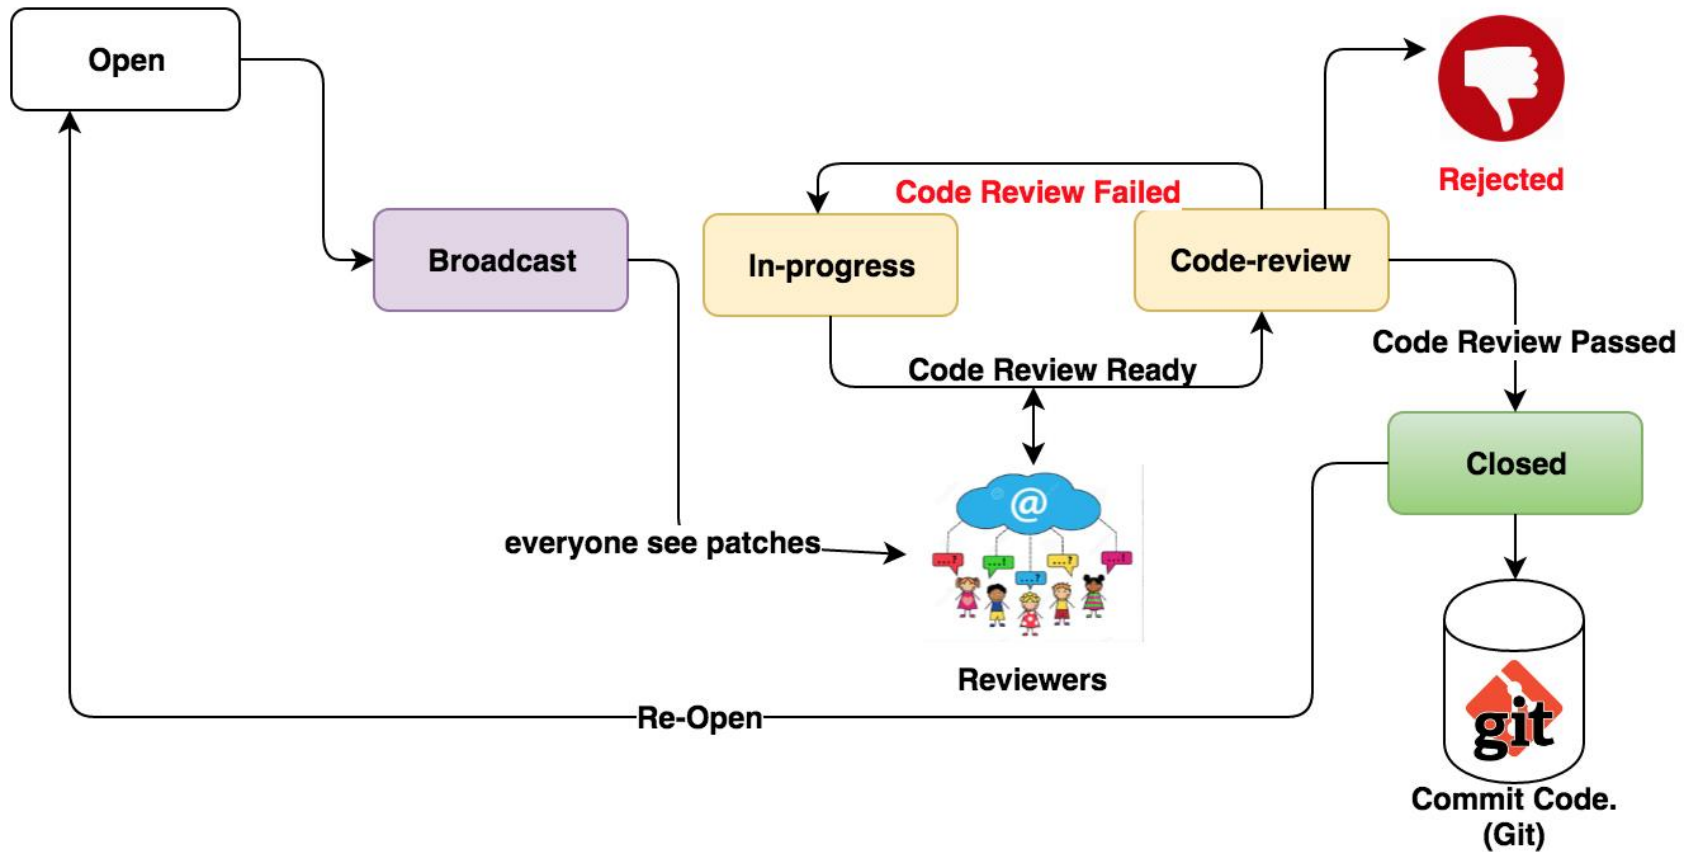 Open
Rejected
Code Review Failed
Broadcast
In-progress
Code-review
Code Review Passed
Code Review Ready
Closed
@
...?
...!
...?
...?
...!
everyone see patches
Reviewers
Re-Open
git
Commit Code.
(Git)